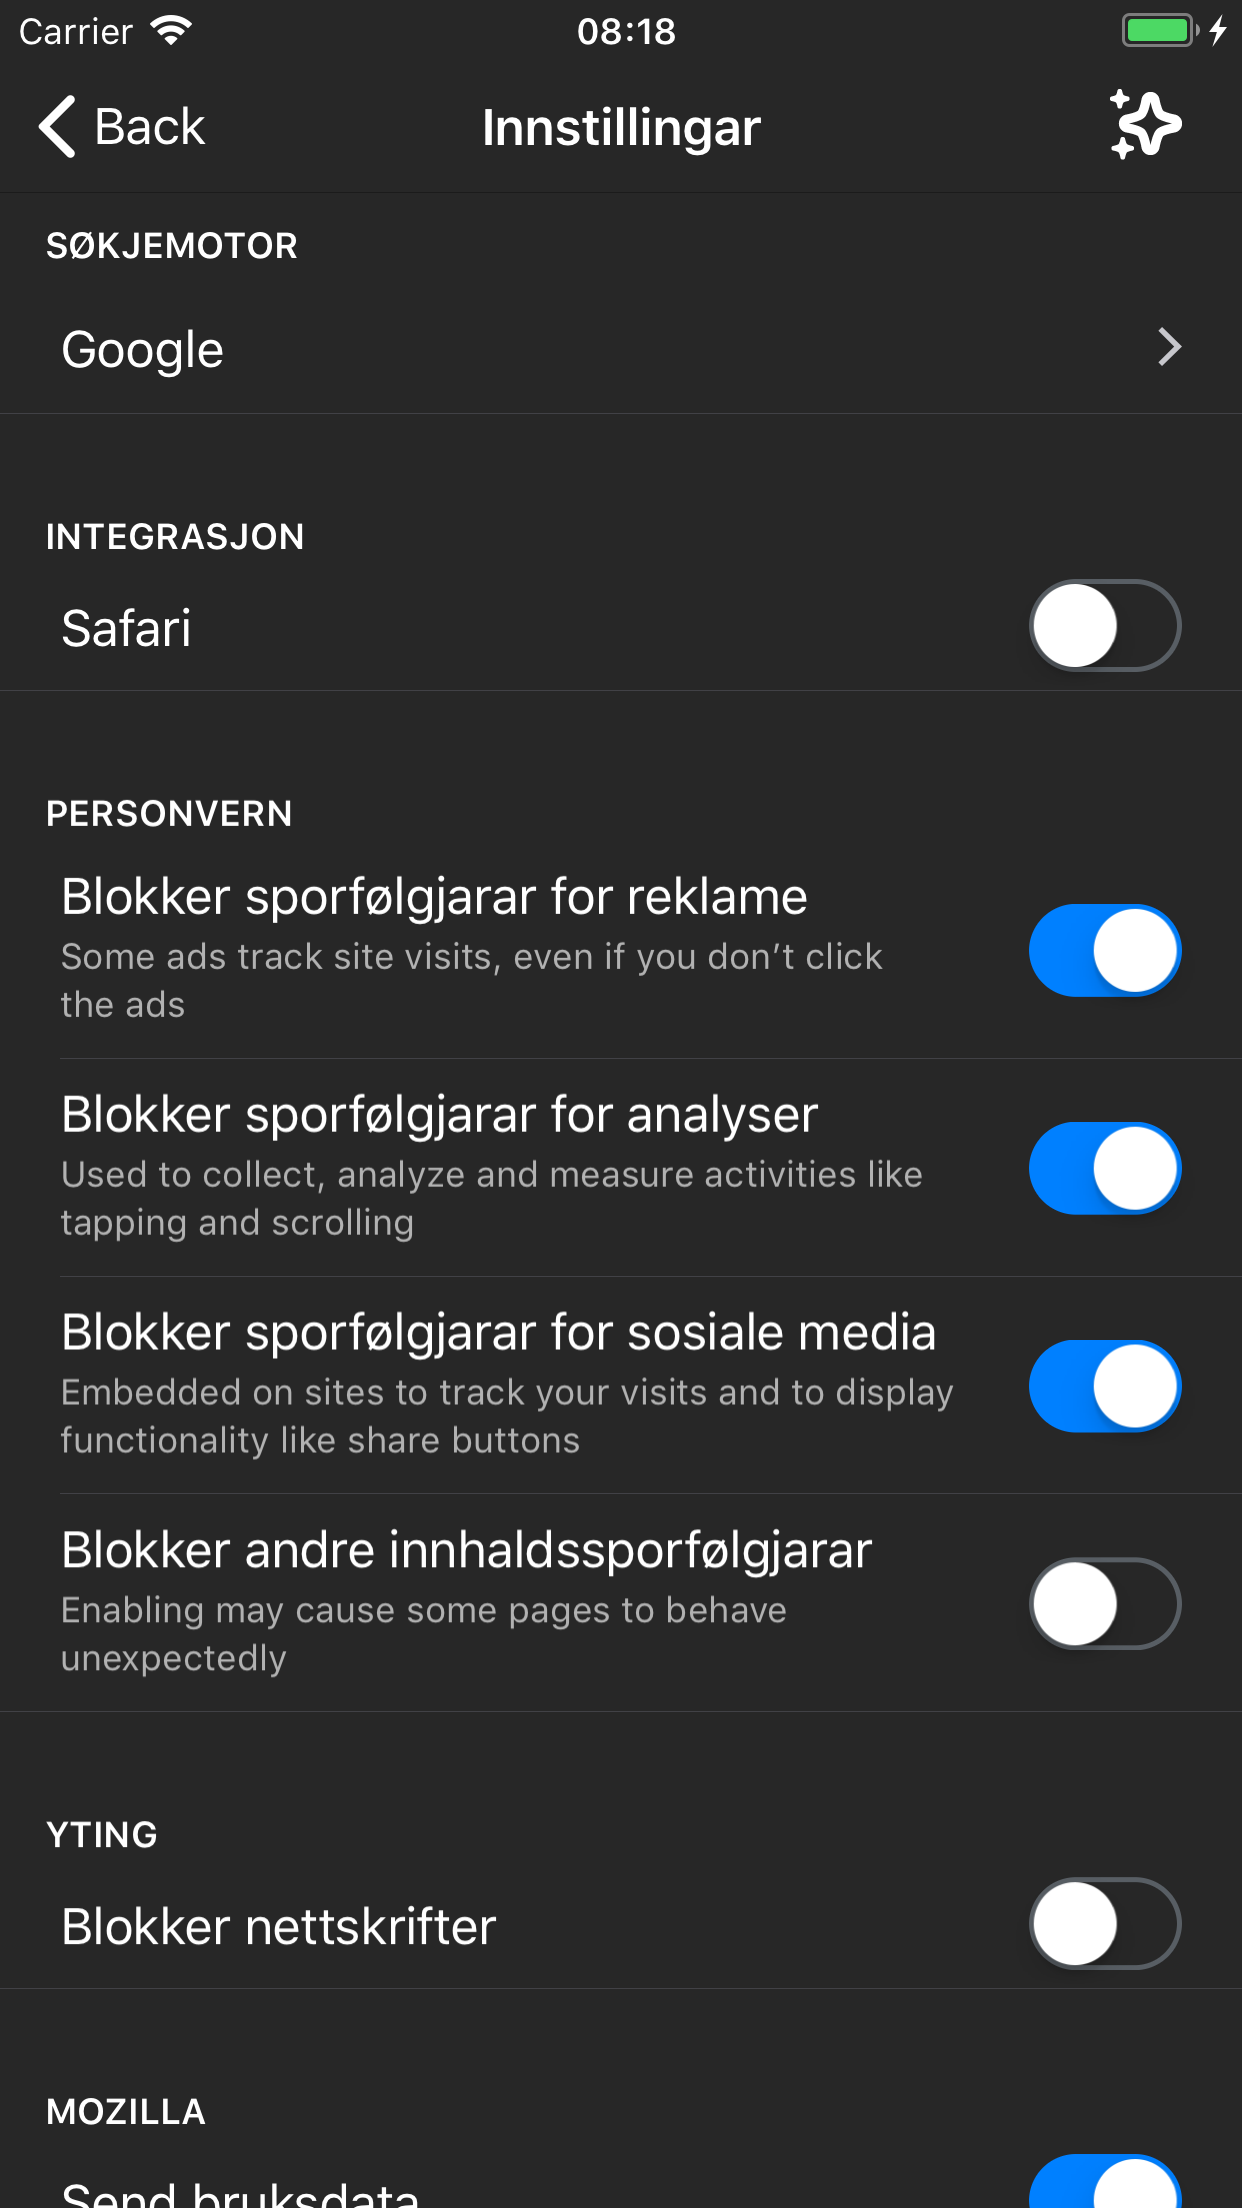 Carrier 08:18
Back Innstillingar
SØKJEMOTOR
Google
INTEGRASJON
Safari
PERSONVERN
Blokker sporfølgjarar for reklame
Some ads track site visits, even if you don’t click
the ads
Blokker sporfølgjarar for analyser
Used to collect, analyze and measure activities like
tapping and scrolling
Blokker sporfølgjarar for sosiale media
Embedded on sites to track your visits and to display
functionality like share buttons
Blokker andre innhaldssporfølgjarar
Enabling may cause some pages to behave
unexpectedly
YTING
Blokker nettskrifter
MOZILLA
Send bruksdata